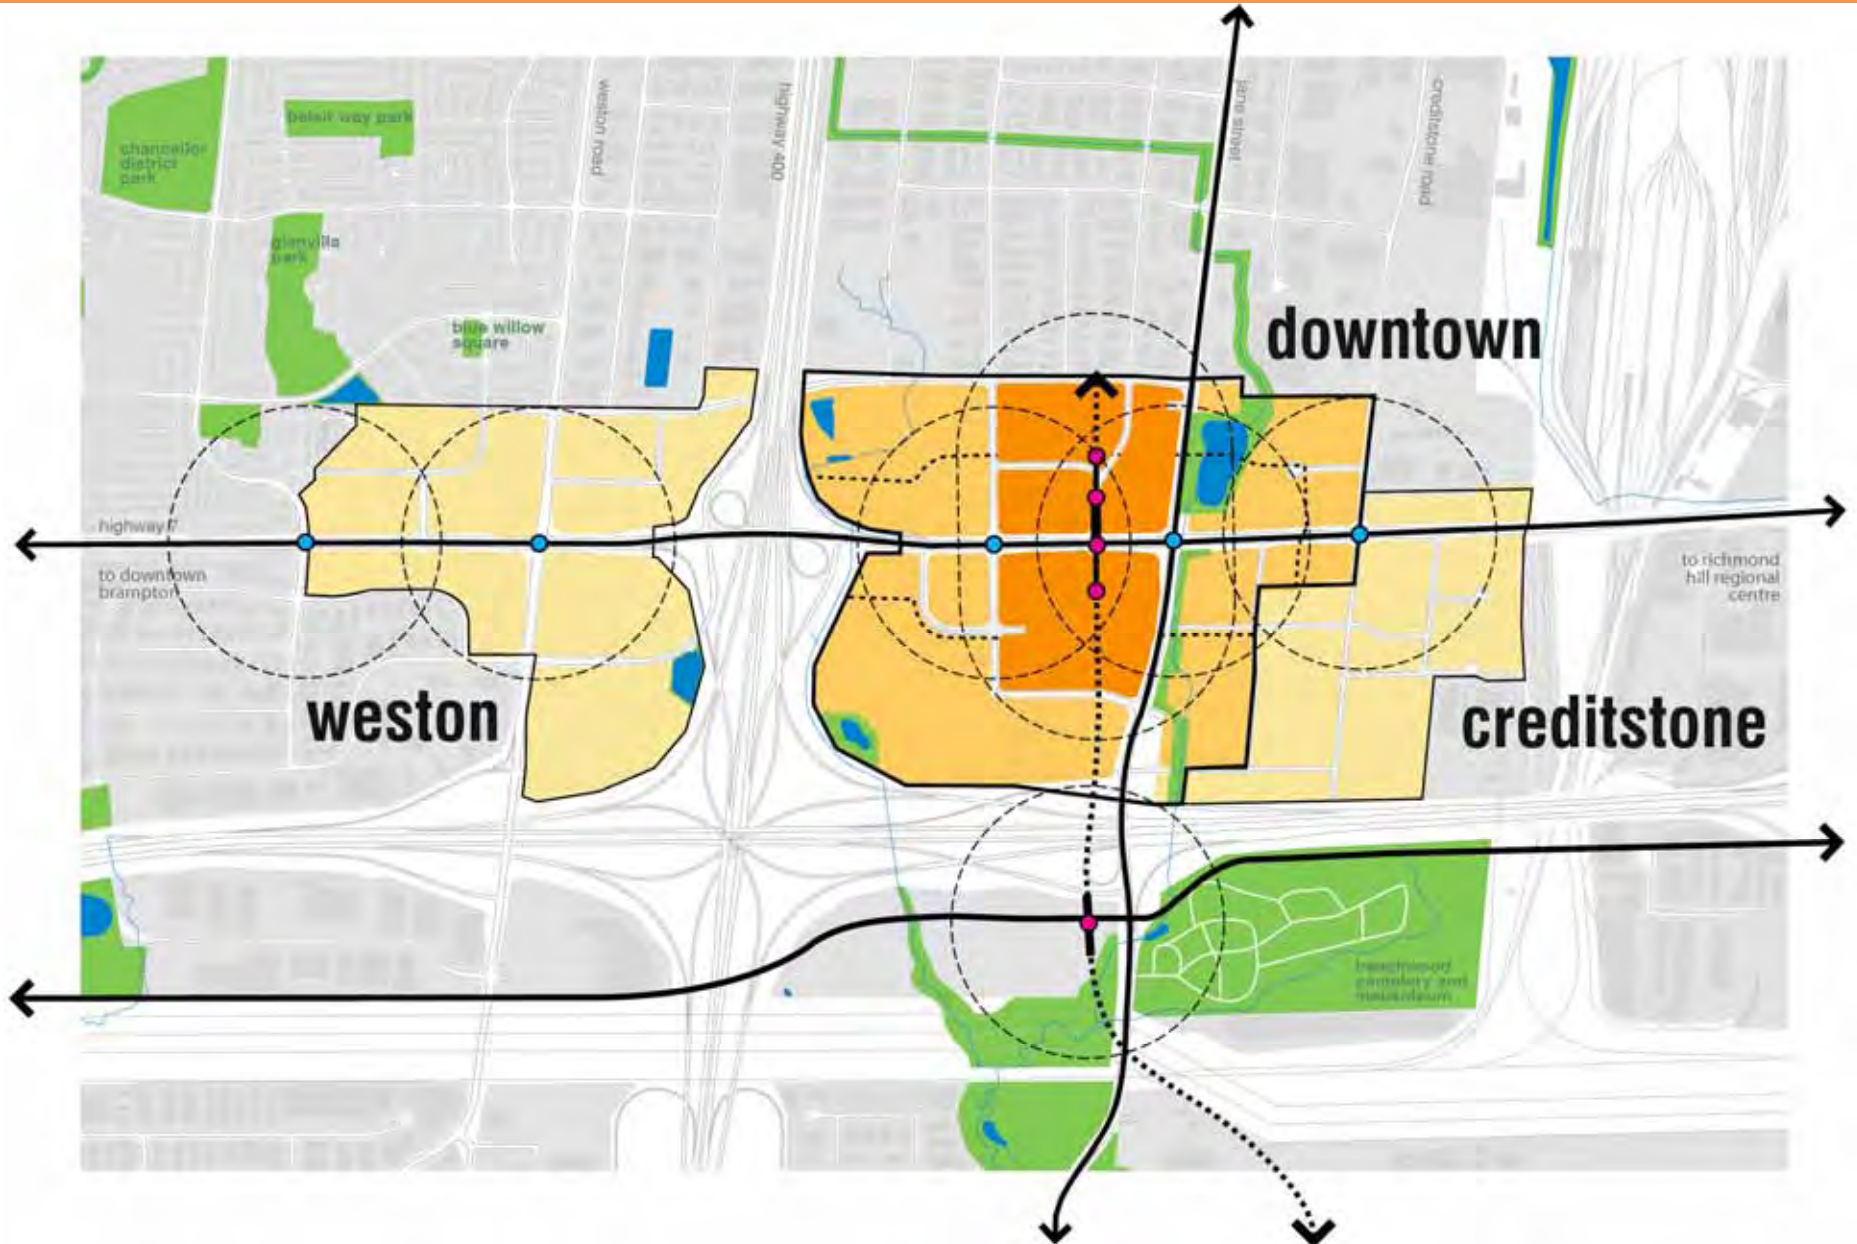 belair way park
chancellor
district
park
weston road
highway 400
jane street
creditstone road
glenvilla
park
blue willow
square
downtown
highway 7
to downtown
brampton
to richmond
hill regional
centre
weston
creditstone
beechwood
cemetery and
mausoleum